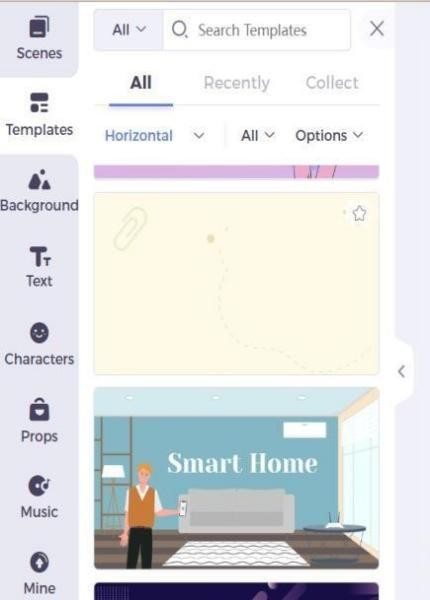 Scenes
Templates
Background
Text
Characters
Props
Music
Mine
All
Search Templates
All
Recently
Collect
Horizontal
All
Options
Smart Home